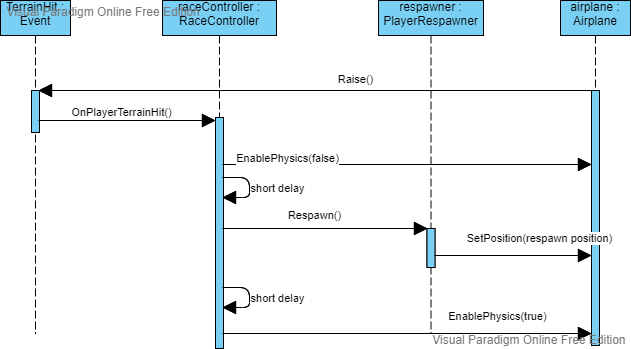 TerrainHit :
Event
raceController :
RaceController
respawner :
PlayerRespawner
airplane :
Airplane
Visual Paradigm Online Free Edition
Raise()
OnPlayerTerrainHit()
EnablePhysics(false)
short delay
Respawn()
SetPosition(respawn position)
short delay
EnablePhysics(true)
Visual Paradigm Online Free Edition